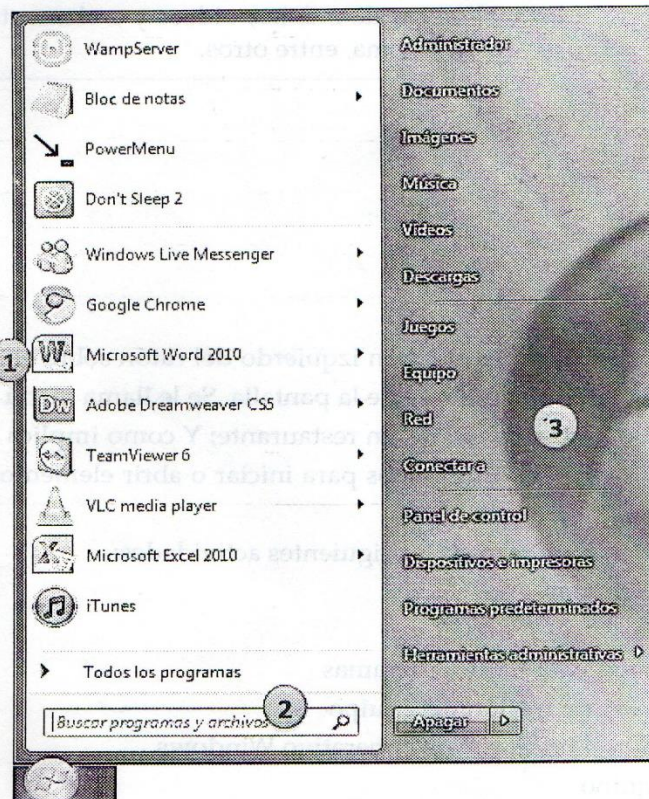 WampServer
Bloc de notas
PowerMenu
Don't Sleep 2
Windows Live Messenger
Google Chrome
1
Microsoft Word 2010
Adobe Dreamweaver CS5
TeamViewer 6
VLC media player
Microsoft Excel 2010
iTunes
Todos los programas
Buscar programas y archivos
2
Administrador
Documentos
Imágenes
Música
Vídeos
Descargas
Juegos
Equipo
Red
3
Conectar a
Panel de control
Dispositivos e impresoras
Programas predeterminados
Herramientas administrativas
Apagar